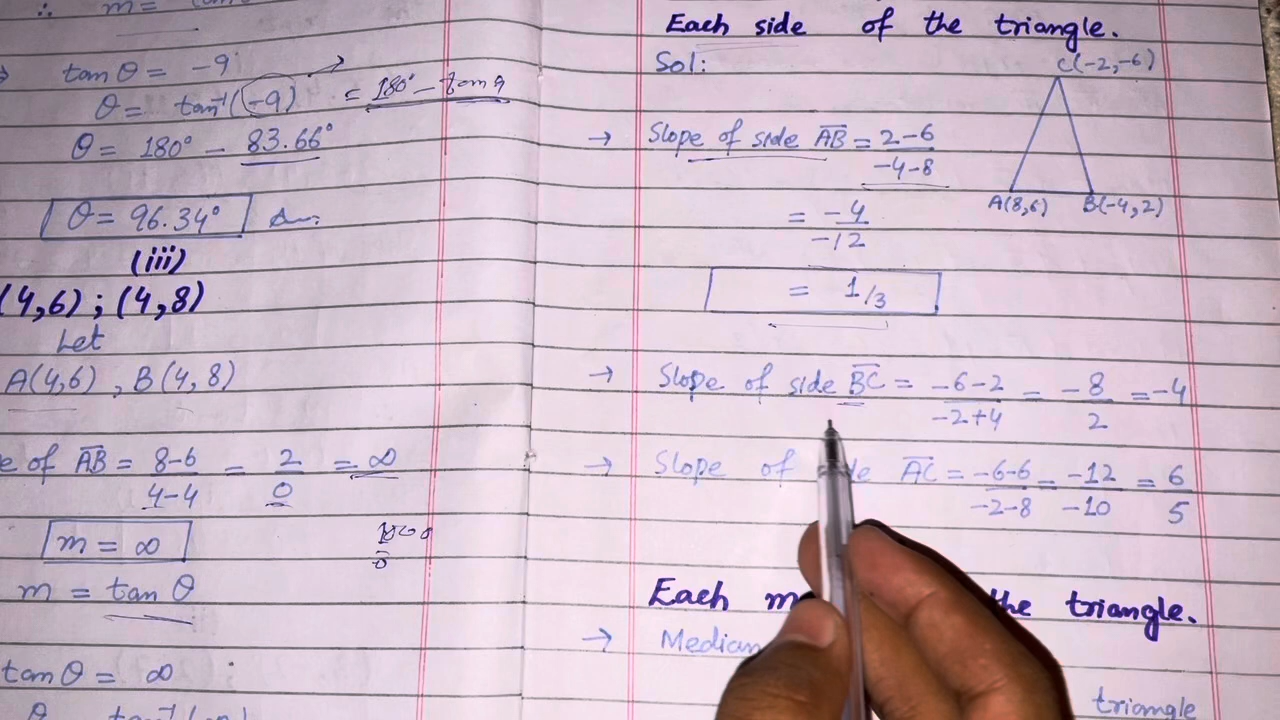 ∴ m =
tan θ = -9
θ = tan⁻¹(-9) = 180° - tan 9
θ = 180° - 83.66°
θ = 96.34° Ans
(iii)
(4,6) ; (4,8)
Let
A(4,6) , B(4,8)
e of AB = 8-6/4-4 = 2/0 = ∞
m = ∞
m = tan θ
tan θ = ∞
Each side of the triangle.
Sol:
C(-2,-6)
→ Slope of side AB = 2-6/-4-8
A(8,6) B(-4,2)
= -4/-12
= 1/3
→ Slope of side BC = -6-2/-2+4 = -8/2 = -4
→ Slope of de AC = -6-6/-2-8 = -12/-10 = 6/5
Each m the triangle.
→ Median
triangle